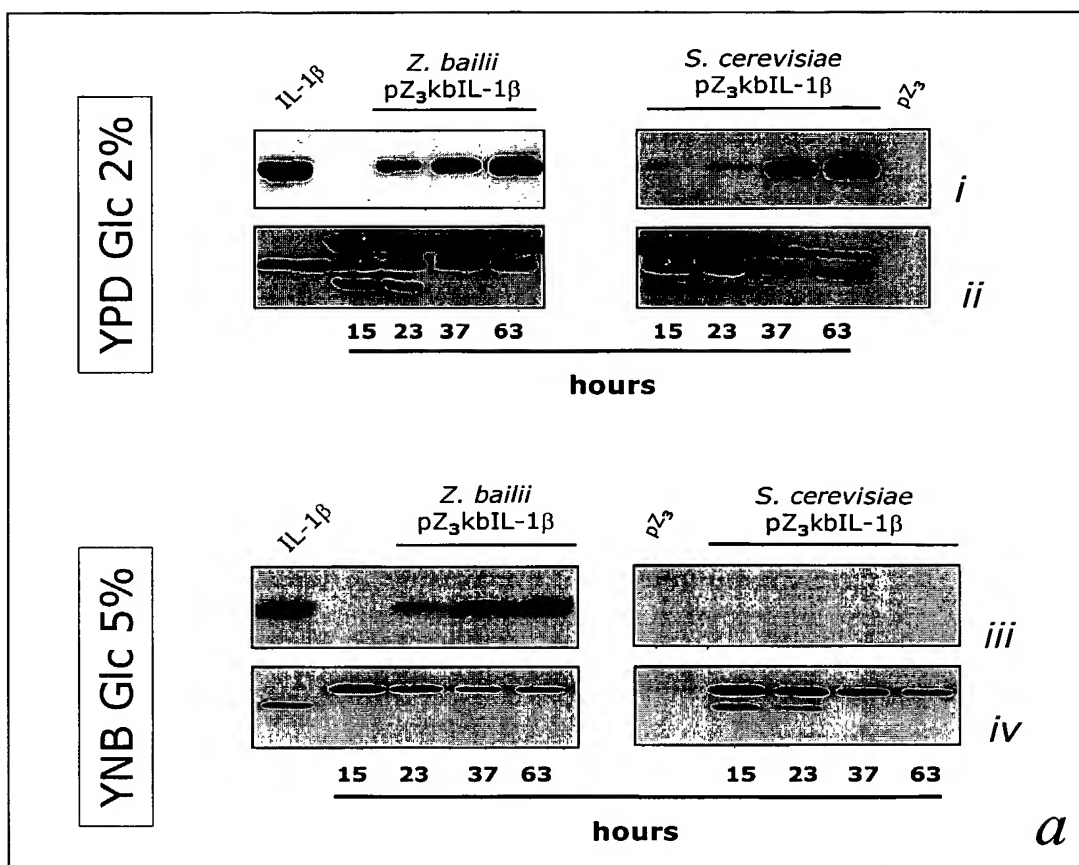 YPD Glc 2%
IL-1β
Z. bailii
pZ₃kbIL-1β
S. cerevisiae
pZ₃kbIL-1β
pZ₃
i
ii
15 23 37 63
15 23 37 63
hours
YNB Glc 5%
IL-1β
Z. bailii
pZ₃kbIL-1β
pZ₃
S. cerevisiae
pZ₃kbIL-1β
iii
iv
15 23 37 63
15 23 37 63
hours
a